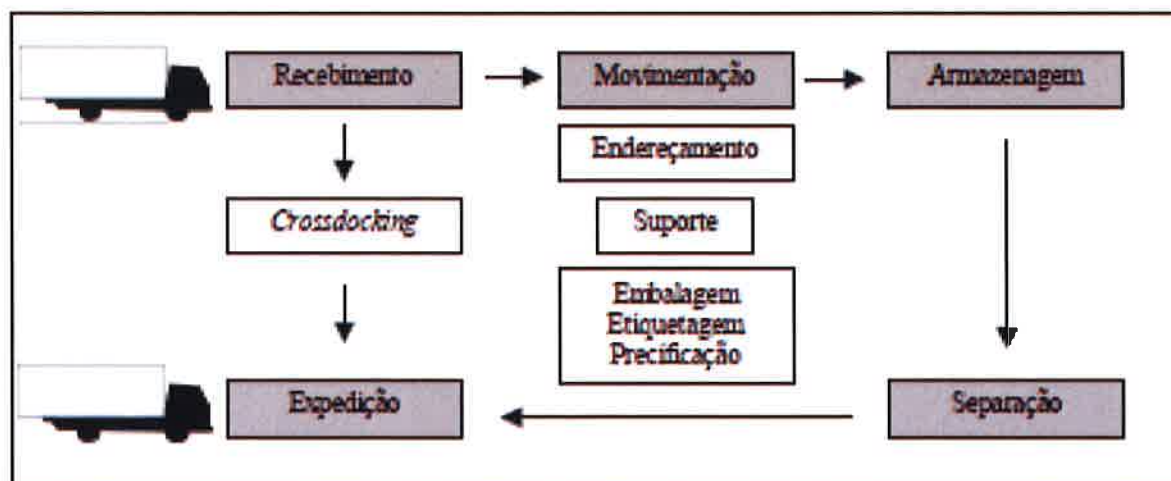 Recebimento
Movimentação
Armazenagem
Endereçamento
Crossdocking
Suporte
Embalagem
Etiquetagem
Precificação
Expedição
Separação